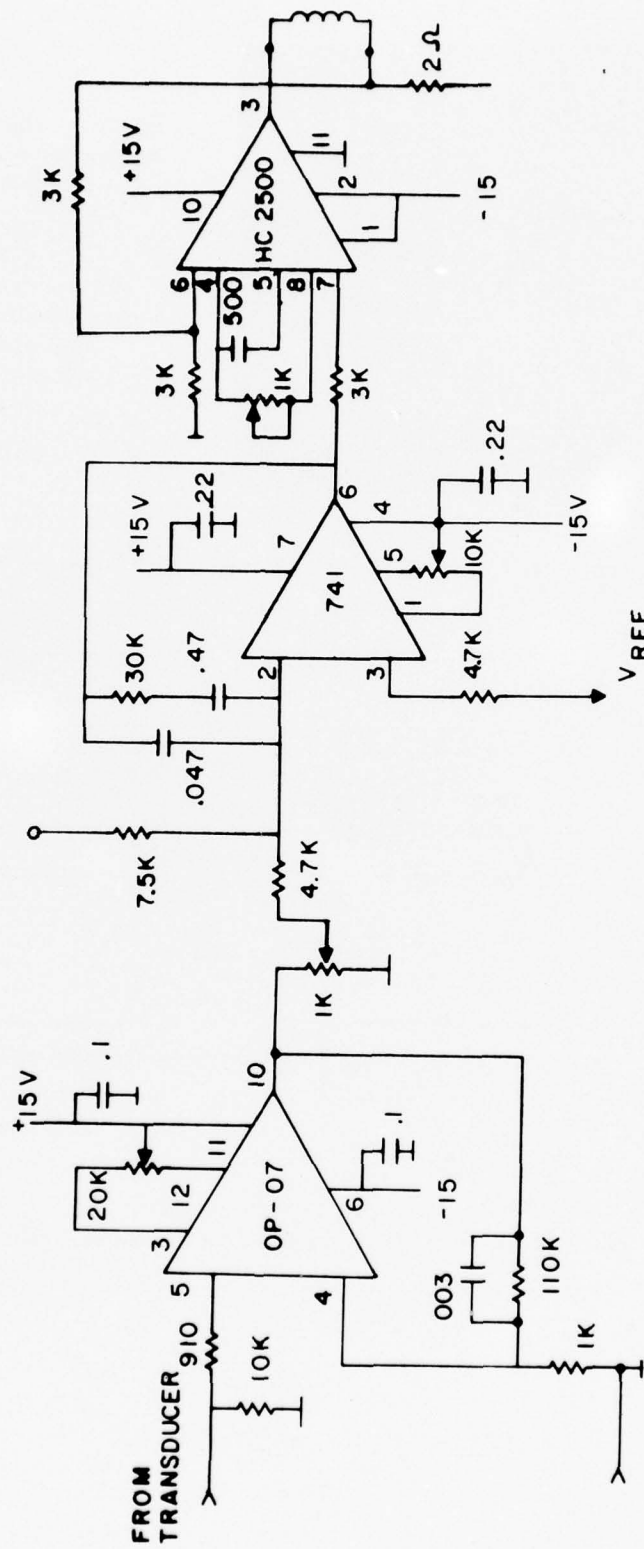 FROM
TRANSDUCER
910
10K
5
4
3
12
11
20K
+15V
.1
OP-07
10
6
.1
-15
003
110K
1K
1K
4.7K
7.5K
.047
.47
30K
2
3
741
7
+15V
.22
6
4
5
1
10K
.22
-15V
4.7K
V REF
3K
3K
3K
1K
500
6
4
5
8
7
HC 2500
10
+15V
3
11
2
1
-15
2Ω